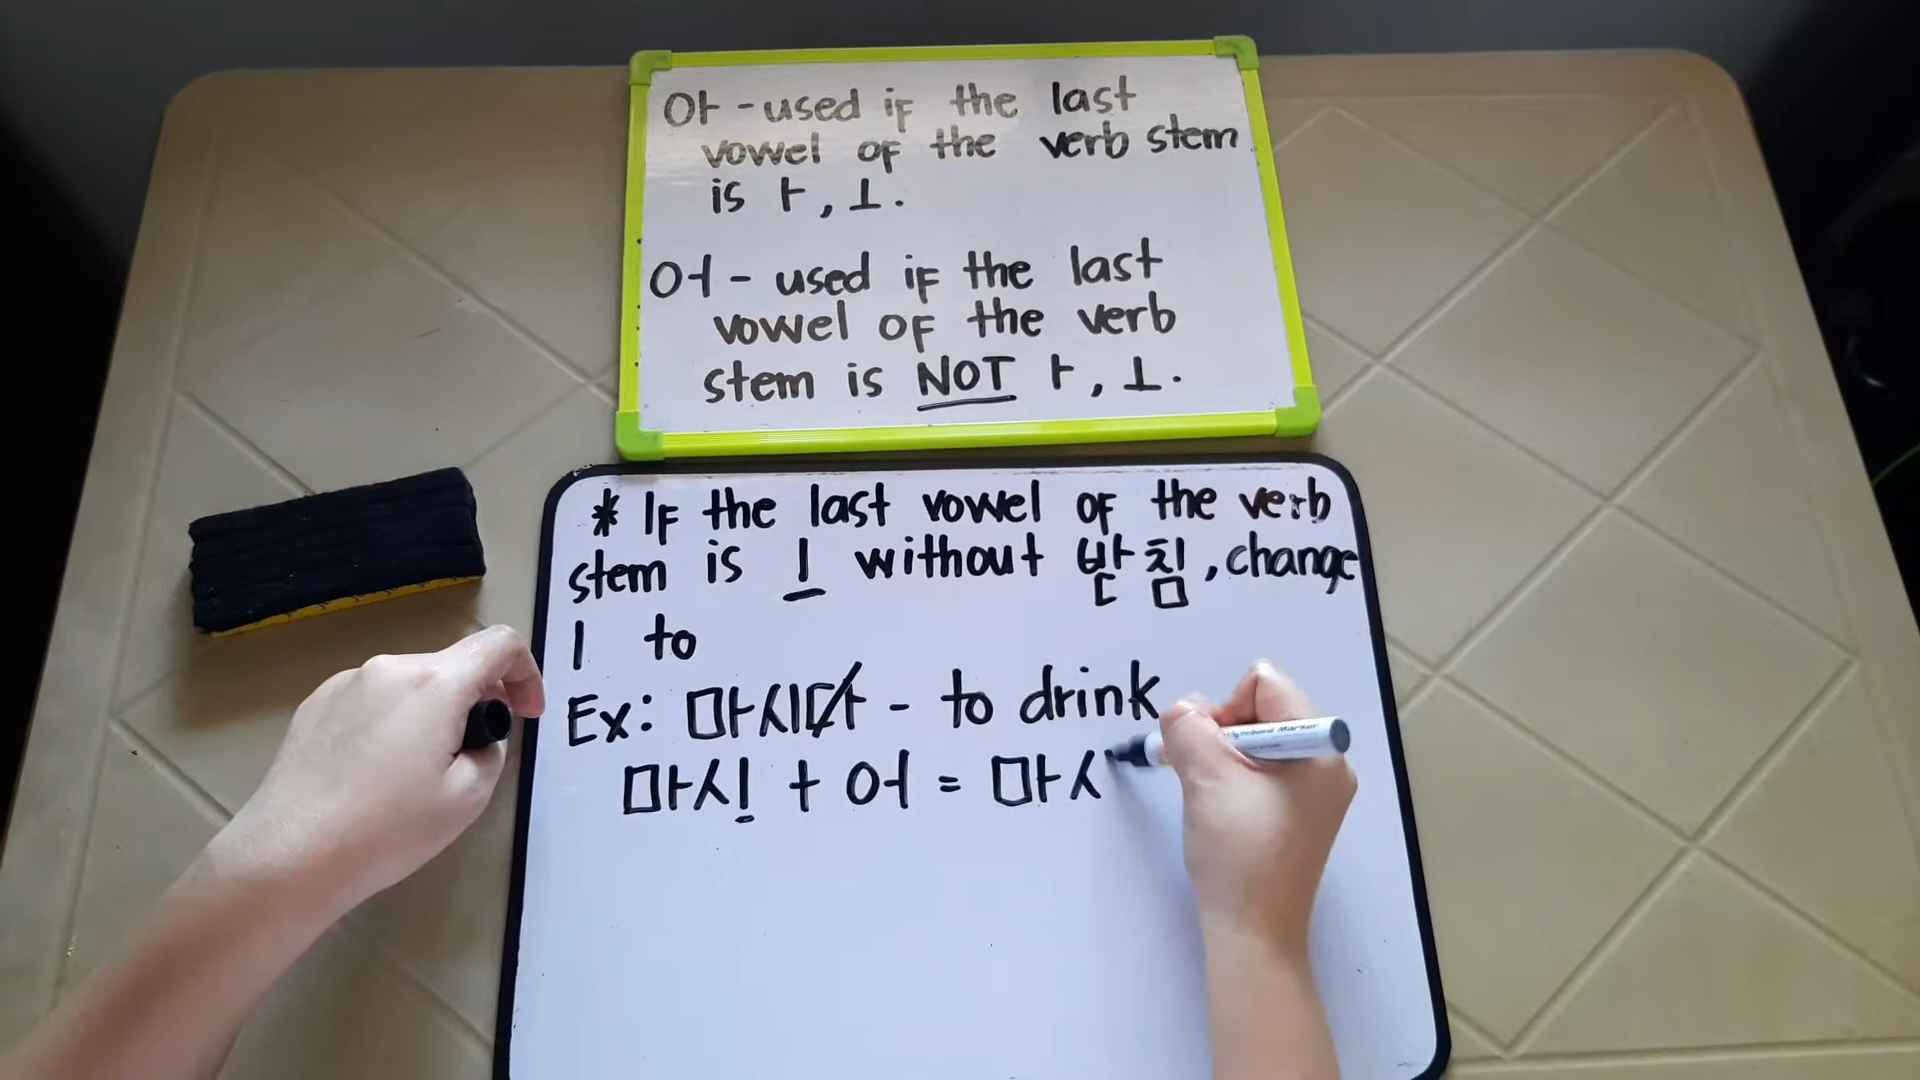 아 - used if the last
vowel of the verb stem
is ㅏ, ㅗ.
어 - used if the last
vowel of the verb
stem is NOT ㅏ, ㅗ.
* If the last vowel of the verb
stem is ㅣ without 받침, change
ㅣ to
Ex: 마시다 - to drink
마시 + 어 = 마ㅅ